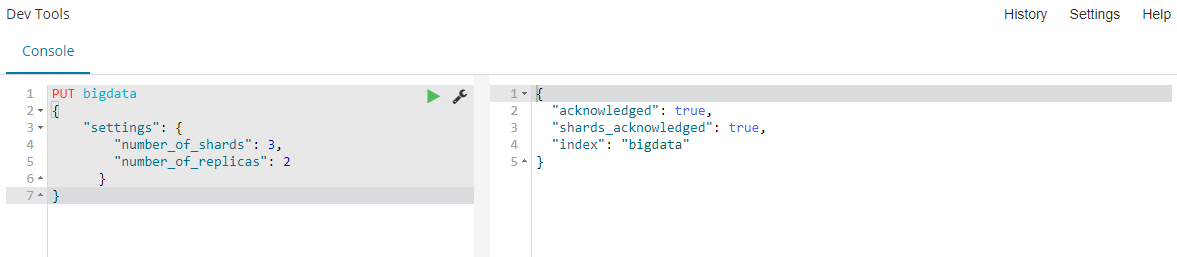 Dev Tools
History Settings Help
Console
1 PUT bigdata
2 {
3 "settings": {
4 "number_of_shards": 3,
5 "number_of_replicas": 2
6 }
7 }
1 {
2 "acknowledged": true,
3 "shards_acknowledged": true,
4 "index": "bigdata"
5 }